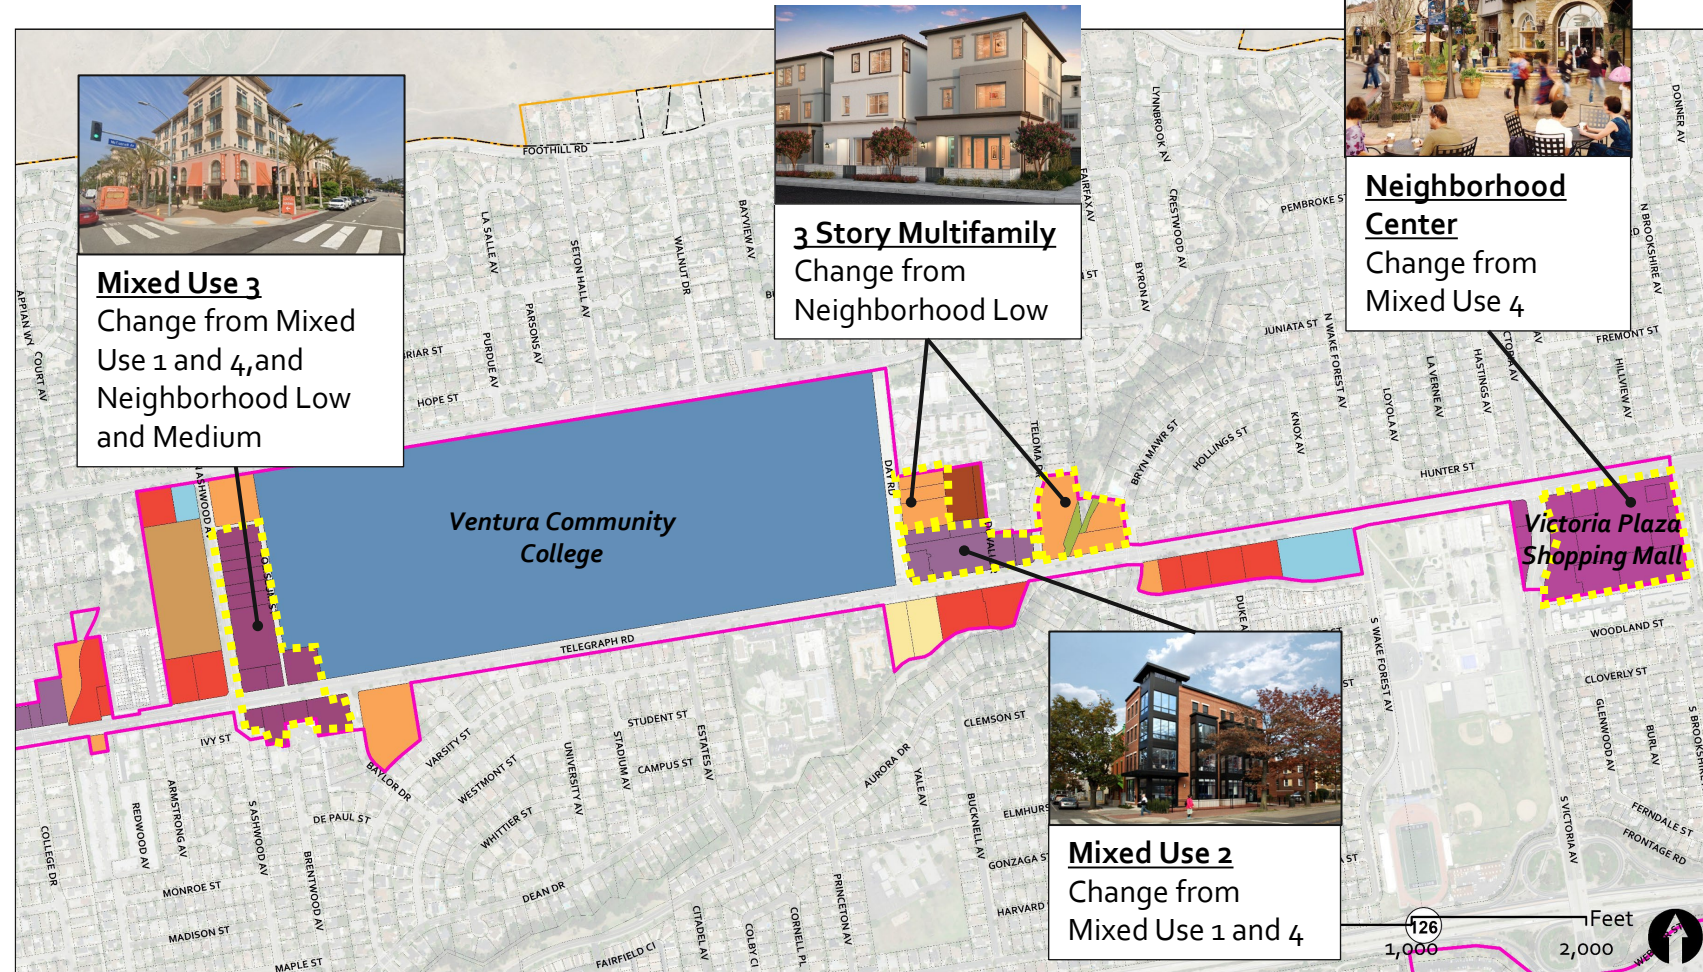 Mixed Use 3
Change from Mixed
Use 1 and 4,and
Neighborhood Low
and Medium
3 Story Multifamily
Change from
Neighborhood Low
Neighborhood
Center
Change from
Mixed Use 4
Mixed Use 2
Change from
Mixed Use 1 and 4
Ventura Community
College
Victoria Plaza
Shopping Mall
FOOTHILL RD
LA SALLE AV
SETON HALL AV
WALNUT DR
BAYVIEW AV
PARSONS AV
PURDUE AV
HOPE ST
APPIAN WY
COURT AV
N ASHWOOD AV
DAY RD
LYNNBROOK AV
FAIRFAX AV
CRESTWOOD AV
PEMBROKE ST
BYRON AV
JUNIATA ST
N WAKE FOREST AV
KNOX AV
LOYOLA AV
LA VERNE AV
HASTINGS AV
DONNER AV
N BROOKSHIRE AV
FREMONT ST
HILLVIEW AV
HUNTER ST
BRYN MAWR ST
HOLLINGS ST
TELEGRAPH RD
IVY ST
VARSITY ST
BAYLOR DR
WESTMONT ST
WHITTIER ST
UNIVERSITY AV
STUDENT ST
STADIUM AV
CAMPUS ST
ESTATES AV
CLEMSON ST
AURORA DR
YALE AV
BUCKNELL AV
GONZAGA ST
HARVARD
COLLEGE DR
REDWOOD AV
ARMSTRONG AV
S ASHWOOD AV
DE PAUL ST
BRENTWOOD AV
MONROE ST
MADISON ST
MAPLE ST
DEAN DR
FAIRFIELD CI
CITADEL AV
COLBY CI
CORNELL PL
PRINCETON AV
S WAKE FOREST AV
WOODLAND ST
CLOVERLY ST
GLENWOOD AV
BURL AV
S VICTORIA AV
FERNDALE ST
FRONTAGE RD
126
Feet
1,000
2,000